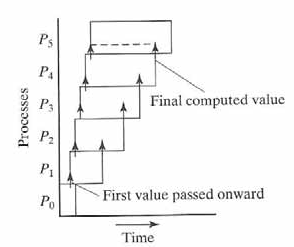 P5
P4
P3
P2
P1
P0
Processes
Final computed value
First value passed onward
Time